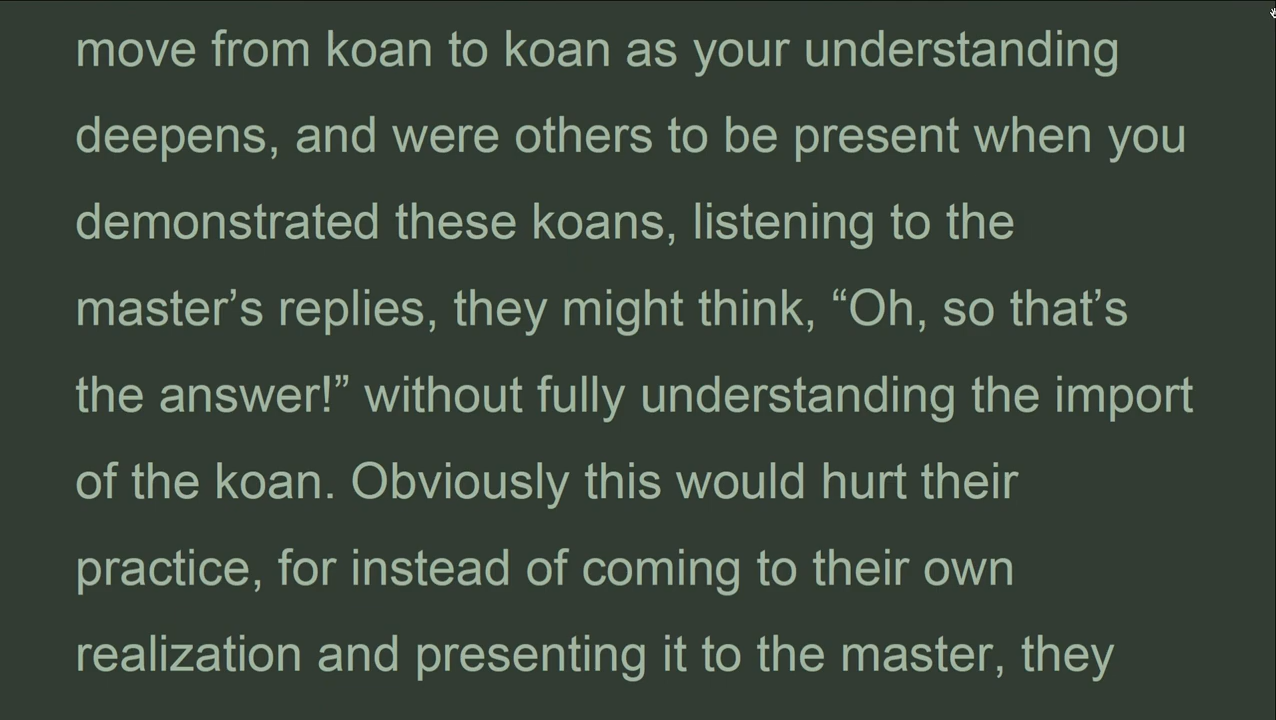 move from koan to koan as your understanding
deepens, and were others to be present when you
demonstrated these koans, listening to the
master’s replies, they might think, “Oh, so that’s
the answer!” without fully understanding the import
of the koan. Obviously this would hurt their
practice, for instead of coming to their own
realization and presenting it to the master, they